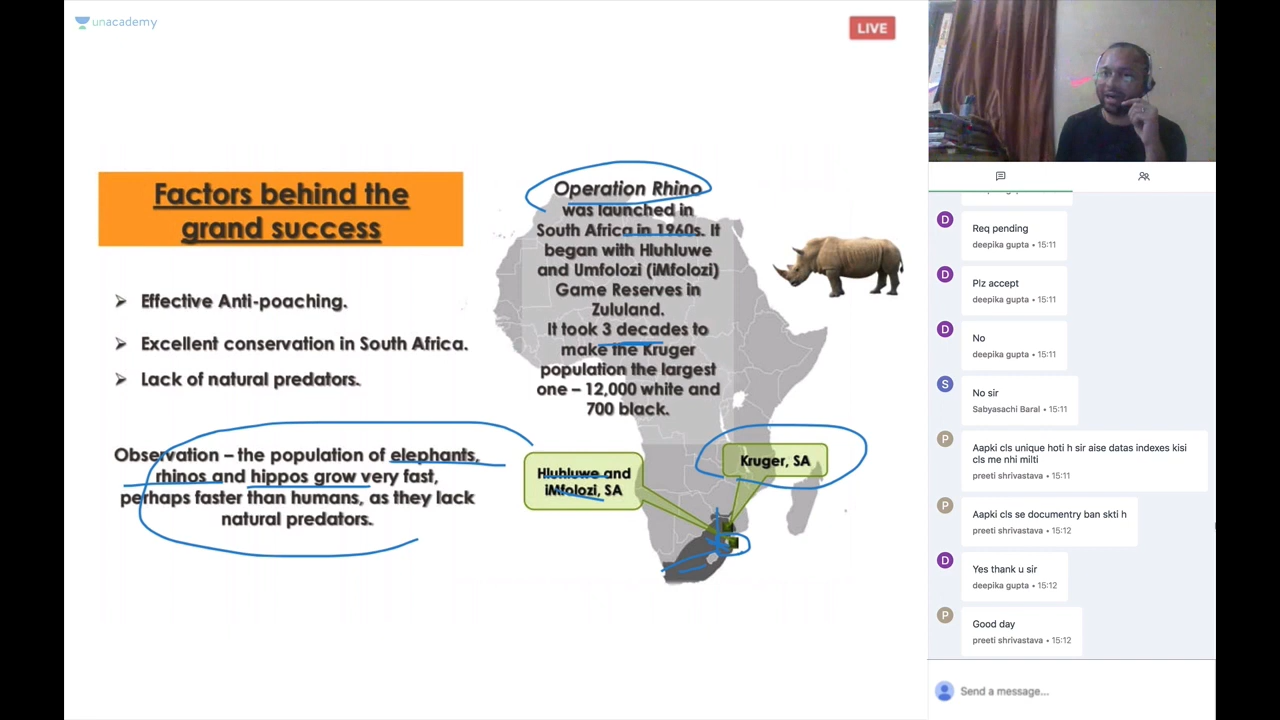 unacademy
LIVE
Factors behind the
grand success
➢ Effective Anti-poaching.
➢ Excellent conservation in South Africa.
➢ Lack of natural predators.
Observation – the population of elephants,
rhinos and hippos grow very fast,
perhaps faster than humans, as they lack
natural predators.
Operation Rhino
was launched in
South Africa in 1960s. It
began with Hluhluwe
and Umfolozi (iMfolozi)
Game Reserves in
Zululand.
It took 3 decades to
make the Kruger
population the largest
one – 12,000 white and
700 black.
Kruger, SA
Hluhluwe and
iMfolozi, SA
D
Req pending
deepika gupta • 15:11
D
Plz accept
deepika gupta • 15:11
D
No
deepika gupta • 15:11
S
No sir
Sabyasachi Baral • 15:11
P
Aapki cls unique hoti h sir aise datas indexes kisi
cls me nhi milti
preeti shrivastava • 15:11
P
Aapki cls se documentry ban skti h
preeti shrivastava • 15:12
D
Yes thank u sir
deepika gupta • 15:12
P
Good day
preeti shrivastava • 15:12
Send a message...